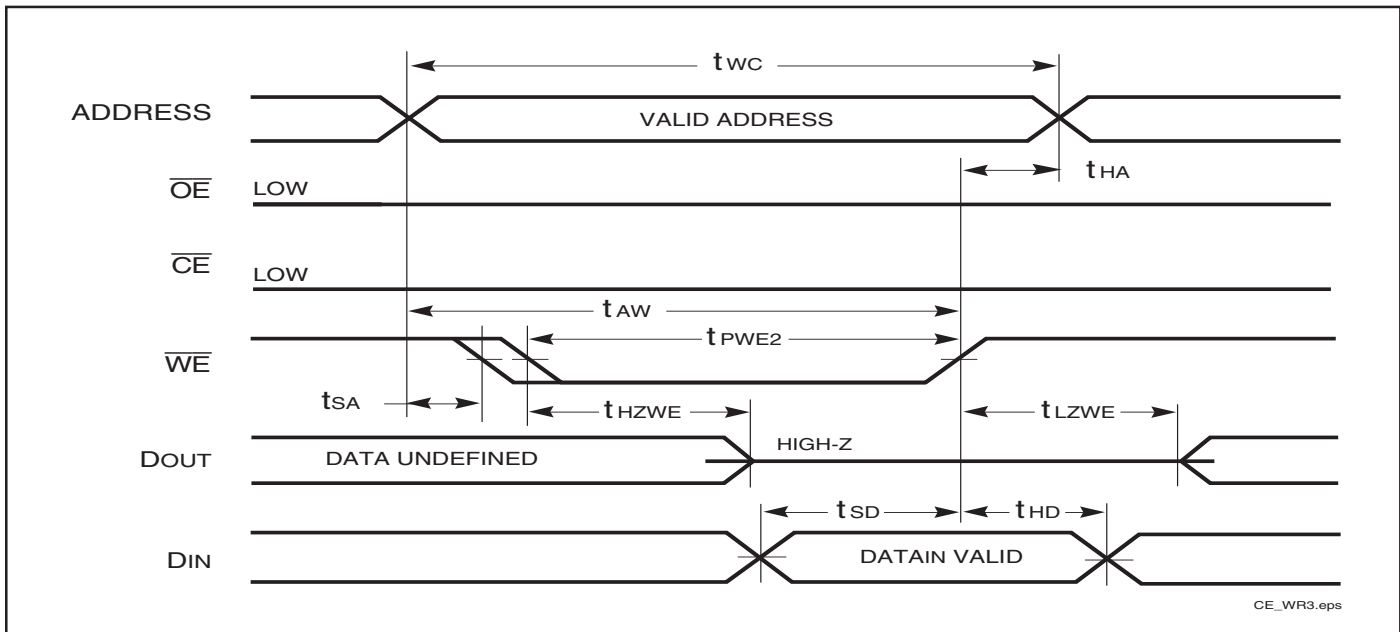 tWC
ADDRESS
VALID ADDRESS
tHA
OE
LOW
CE
LOW
tAW
tPWE2
WE
tSA
tHZWE
tLZWE
HIGH-Z
DOUT
DATA UNDEFINED
tSD
tHD
DIN
DATAIN VALID
CE_WR3.eps